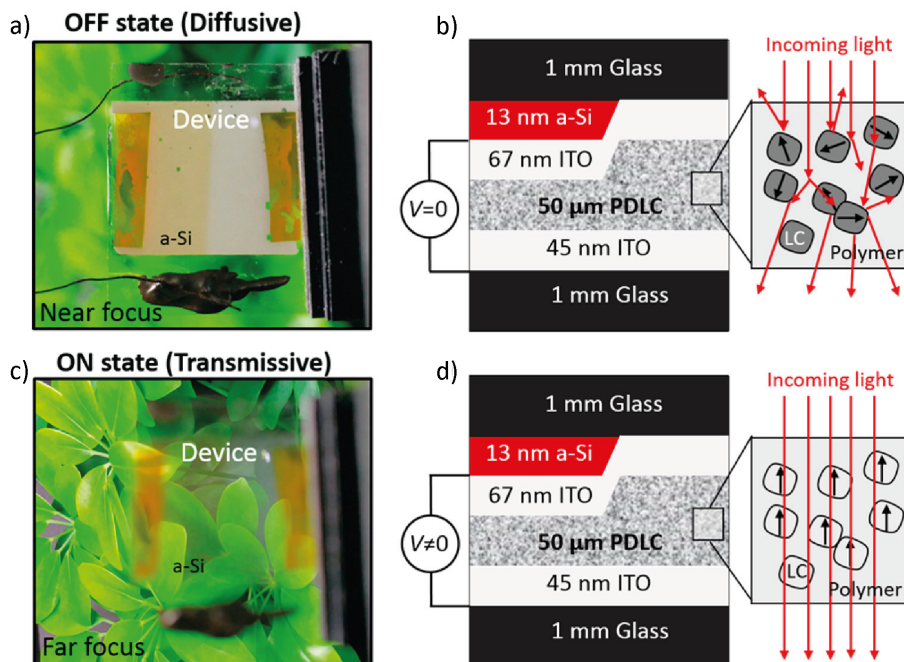 a)
OFF state (Diffusive)
Device
a-Si
Near focus
b)
Incoming light
1 mm Glass
13 nm a-Si
67 nm ITO
V=0
50 µm PDLC
45 nm ITO
1 mm Glass
LC
Polymer
c)
ON state (Transmissive)
Device
a-Si
Far focus
d)
Incoming light
1 mm Glass
13 nm a-Si
67 nm ITO
V≠0
50 µm PDLC
45 nm ITO
1 mm Glass
LC
Polymer